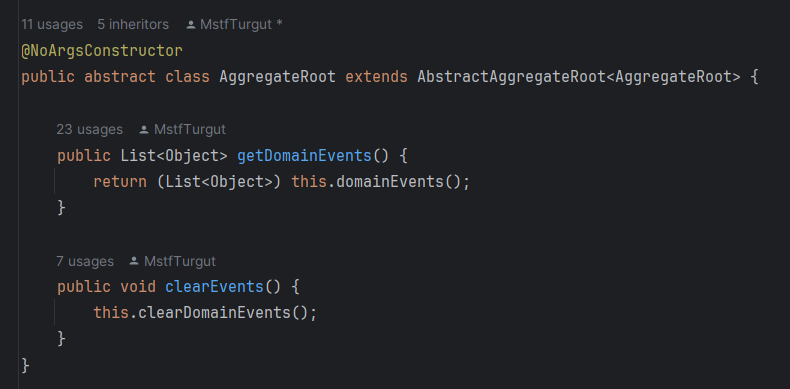 11 usages 5 inheritors MstfTurgut *
@NoArgsConstructor
public abstract class AggregateRoot extends AbstractAggregateRoot<AggregateRoot> {
23 usages MstfTurgut
public List<Object> getDomainEvents() {
return (List<Object>) this.domainEvents();
}
7 usages MstfTurgut
public void clearEvents() {
this.clearDomainEvents();
}
}